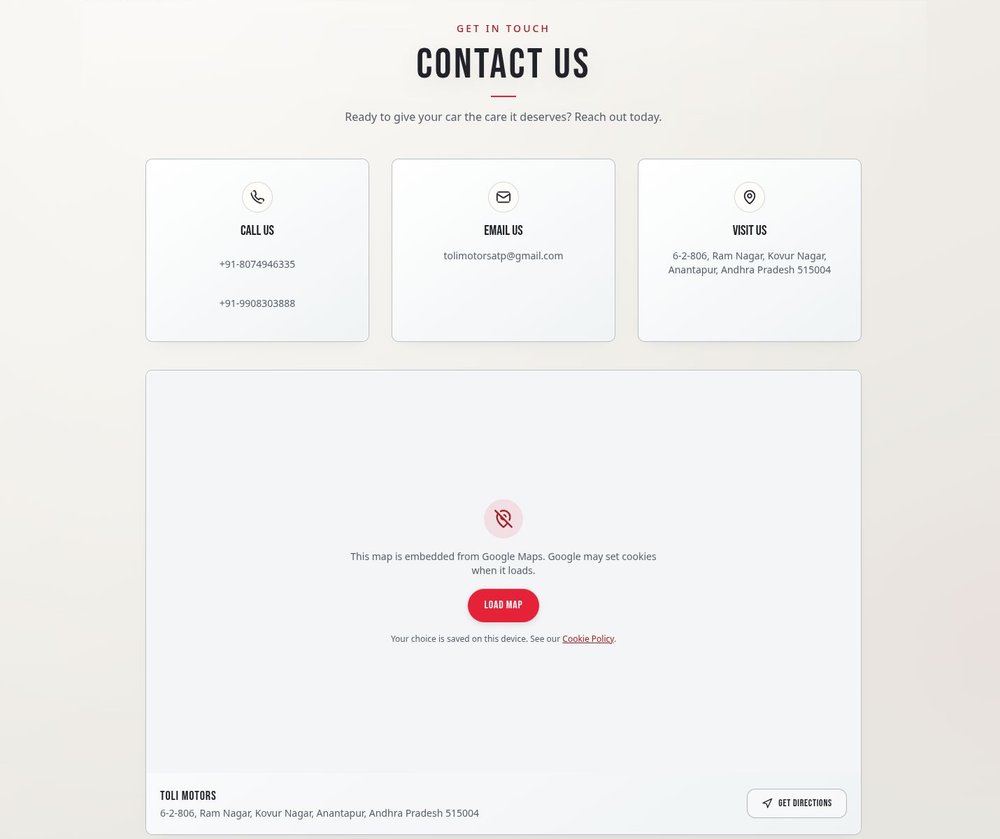 GET IN TOUCH
CONTACT US
Ready to give your car the care it deserves? Reach out today.
CALL US
+91-8074946335
+91-9908303888
EMAIL US
tolimotorsatp@gmail.com
VISIT US
6-2-806, Ram Nagar, Kovur Nagar,
Anantapur, Andhra Pradesh 515004
This map is embedded from Google Maps. Google may set cookies
when it loads.
LOAD MAP
Your choice is saved on this device. See our Cookie Policy.
TOLI MOTORS
6-2-806, Ram Nagar, Kovur Nagar, Anantapur, Andhra Pradesh 515004
GET DIRECTIONS